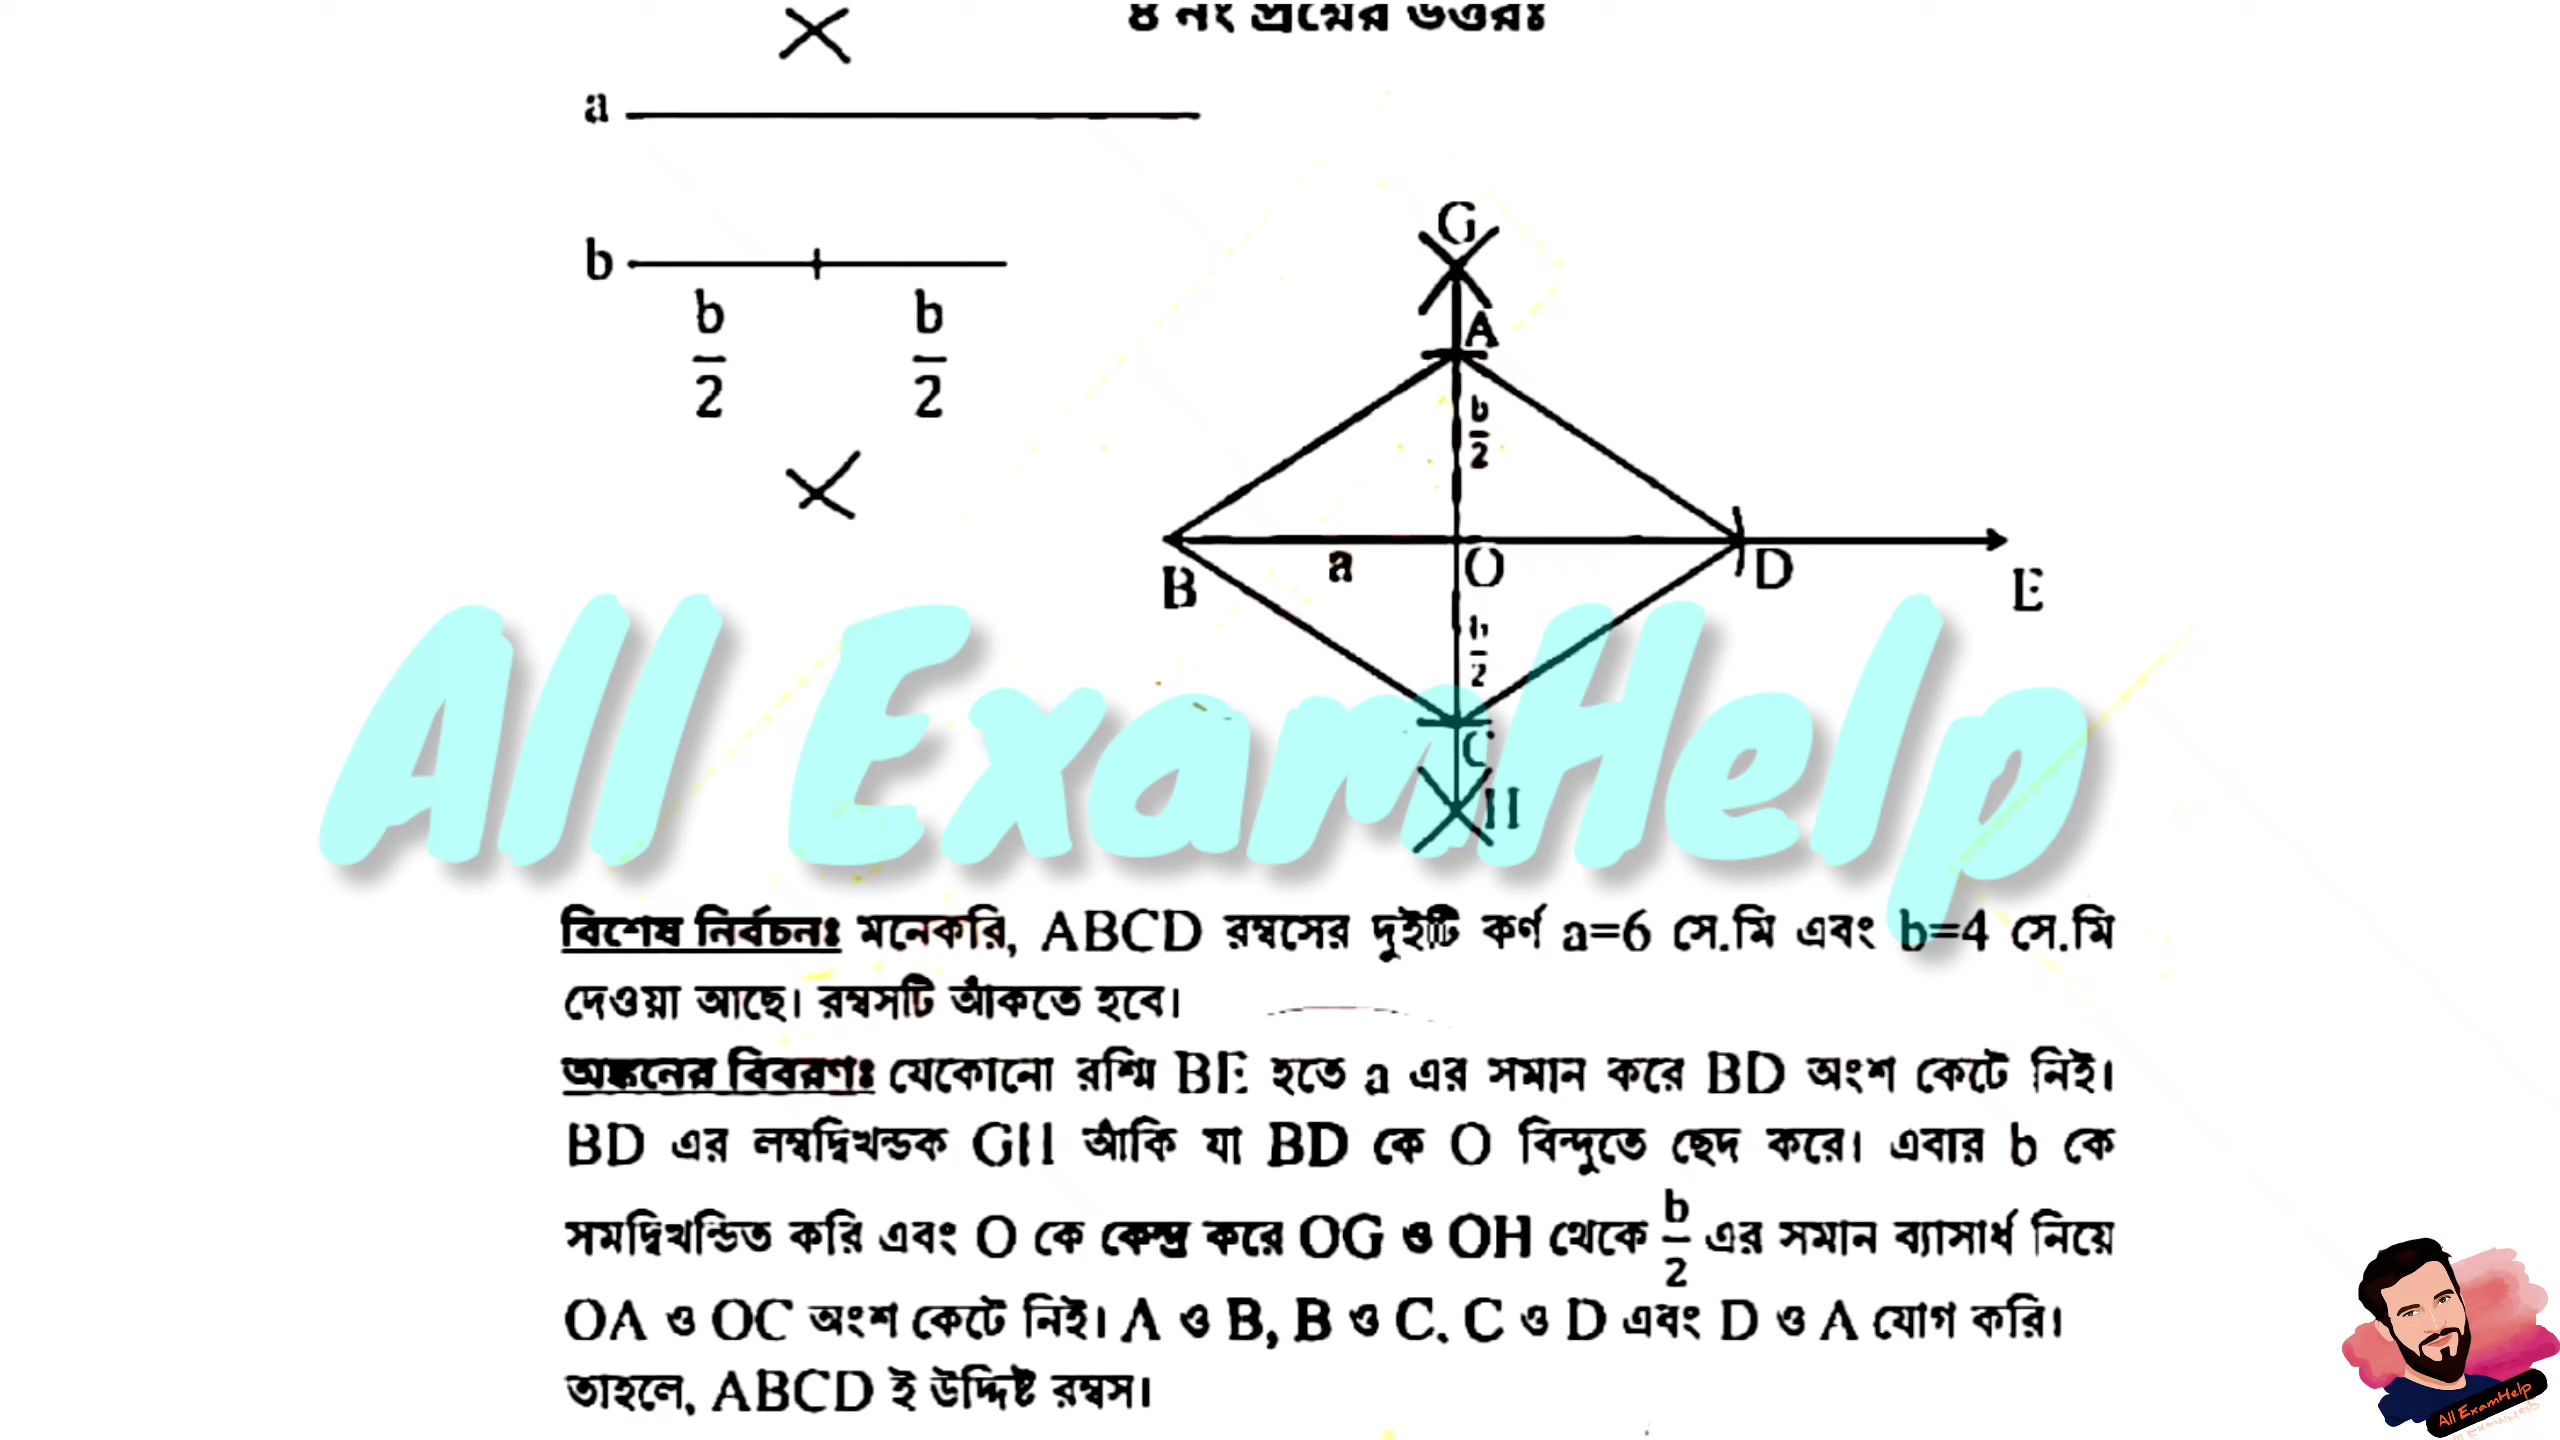 ৪ নং প্রশ্নের উত্তরঃ
a
b
b/2 b/2
G
A
b/2
B a O D E
b/2
C
H
All ExamHelp
বিশেষ নির্বচনঃ মনেকরি, ABCD রম্বসের দুইটি কর্ণ a=6 সে.মি এবং b=4 সে.মি
দেওয়া আছে। রম্বসটি আঁকতে হবে।
অঙ্কনের বিবরণঃ যেকোনো রশ্মি BE হতে a এর সমান করে BD অংশ কেটে নিই।
BD এর লম্বদ্বিখন্ডক GH আঁকি যা BD কে O বিন্দুতে ছেদ করে। এবার b কে
সমদ্বিখন্ডিত করি এবং O কে কেন্দ্র করে OG ও OH থেকে b/2 এর সমান ব্যাসার্ধ নিয়ে
OA ও OC অংশ কেটে নিই। A ও B, B ও C, C ও D এবং D ও A যোগ করি।
তাহলে, ABCD ই উদ্দিষ্ট রম্বস।
All ExamHelp